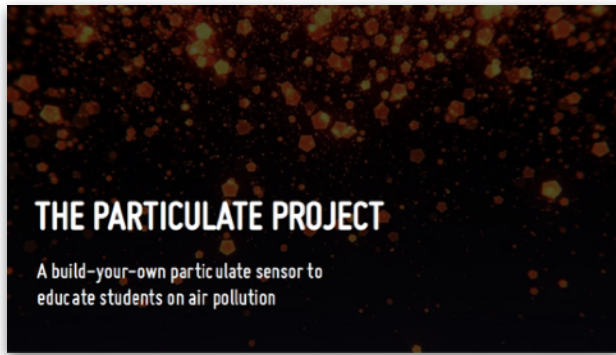 THE PARTICULATE PROJECT
A build-your-own particulate sensor to
educate students on air pollution